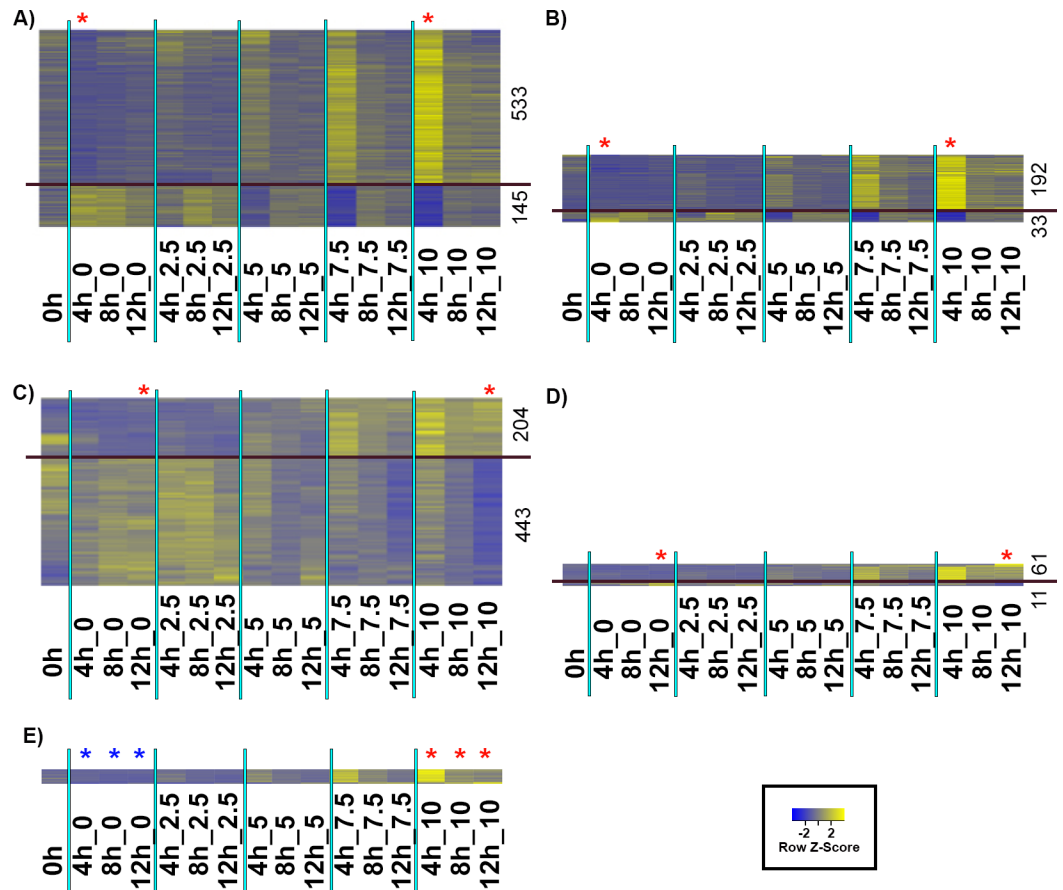 A)
*
*
533
145
0h
4h_0
8h_0
12h_0
4h_2.5
8h_2.5
12h_2.5
4h_5
8h_5
12h_5
4h_7.5
8h_7.5
12h_7.5
4h_10
8h_10
12h_10
B)
*
*
192
33
0h
4h_0
8h_0
12h_0
4h_2.5
8h_2.5
12h_2.5
4h_5
8h_5
12h_5
4h_7.5
8h_7.5
12h_7.5
4h_10
8h_10
12h_10
C)
*
*
204
443
0h
4h_0
8h_0
12h_0
4h_2.5
8h_2.5
12h_2.5
4h_5
8h_5
12h_5
4h_7.5
8h_7.5
12h_7.5
4h_10
8h_10
12h_10
D)
*
*
61
11
0h
4h_0
8h_0
12h_0
4h_2.5
8h_2.5
12h_2.5
4h_5
8h_5
12h_5
4h_7.5
8h_7.5
12h_7.5
4h_10
8h_10
12h_10
E)
* * *
* * *
0h
4h_0
8h_0
12h_0
4h_2.5
8h_2.5
12h_2.5
4h_5
8h_5
12h_5
4h_7.5
8h_7.5
12h_7.5
4h_10
8h_10
12h_10
-2 2
Row Z-Score